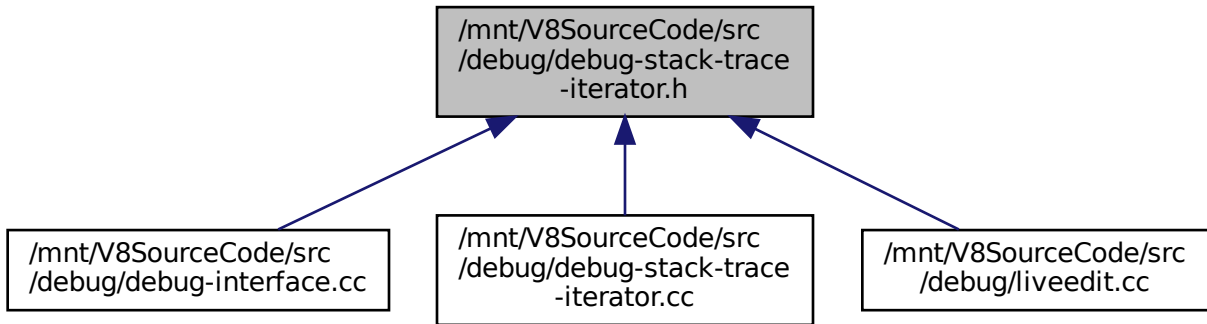 /mnt/V8SourceCode/src
/debug/debug-stack-trace
-iterator.h
/mnt/V8SourceCode/src
/debug/debug-interface.cc
/mnt/V8SourceCode/src
/debug/debug-stack-trace
-iterator.cc
/mnt/V8SourceCode/src
/debug/liveedit.cc